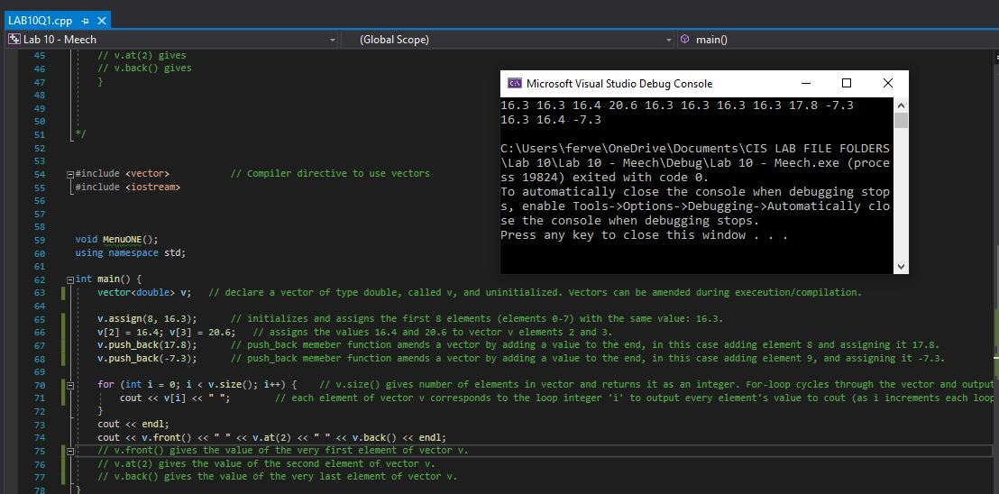 LAB10Q1.cpp
Lab 10 - Meech (Global Scope) main()
45 // v.at(2) gives
46 // v.back() gives
47 }
48
49
50
51 */
52
53
54 #include <vector> // Compiler directive to use vectors
55 #include <iostream>
56
57
58
59 void MenuONE();
60 using namespace std;
61
62 int main() {
63 vector<double> v; // declare a vector of type double, called v, and uninitialized. Vectors can be amended during execeution/compilation.
64
65 v.assign(8, 16.3); // initializes and assigns the first 8 elements (elements 0-7) with the same value: 16.3.
66 v[2] = 16.4; v[3] = 20.6; // assigns the values 16.4 and 20.6 to vector v elements 2 and 3.
67 v.push_back(17.8); // push_back memeber function amends a vector by adding a value to the end, in this case adding element 8 and assigning it 17.8.
68 v.push_back(-7.3); // push_back memeber function amends a vector by adding a value to the end, in this case adding element 9, and assigning it -7.3.
69
70 for (int i = 0; i < v.size(); i++) { // v.size() gives number of elements in vector and returns it as an integer. For-loop cycles through the vector and output
71 cout << v[i] << " "; // each element of vector v corresponds to the loop integer 'i' to output every element's value to cout (as i increments each loop
72 }
73 cout << endl;
74 cout << v.front() << " " << v.at(2) << " " << v.back() << endl;
75 // v.front() gives the value of the very first element of vector v.
76 // v.at(2) gives the value of the second element of vector v.
77 // v.back() gives the value of the very last element of vector v.
78 }
Microsoft Visual Studio Debug Console
16.3 16.3 16.4 20.6 16.3 16.3 16.3 16.3 17.8 -7.3
16.3 16.4 -7.3
C:\Users\ferve\OneDrive\Documents\CIS LAB FILE FOLDERS
\Lab 10\Lab 10 - Meech\Debug\Lab 10 - Meech.exe (proce
ss 19824) exited with code 0.
To automatically close the console when debugging stop
s, enable Tools->Options->Debugging->Automatically clo
se the console when debugging stops.
Press any key to close this window . . .